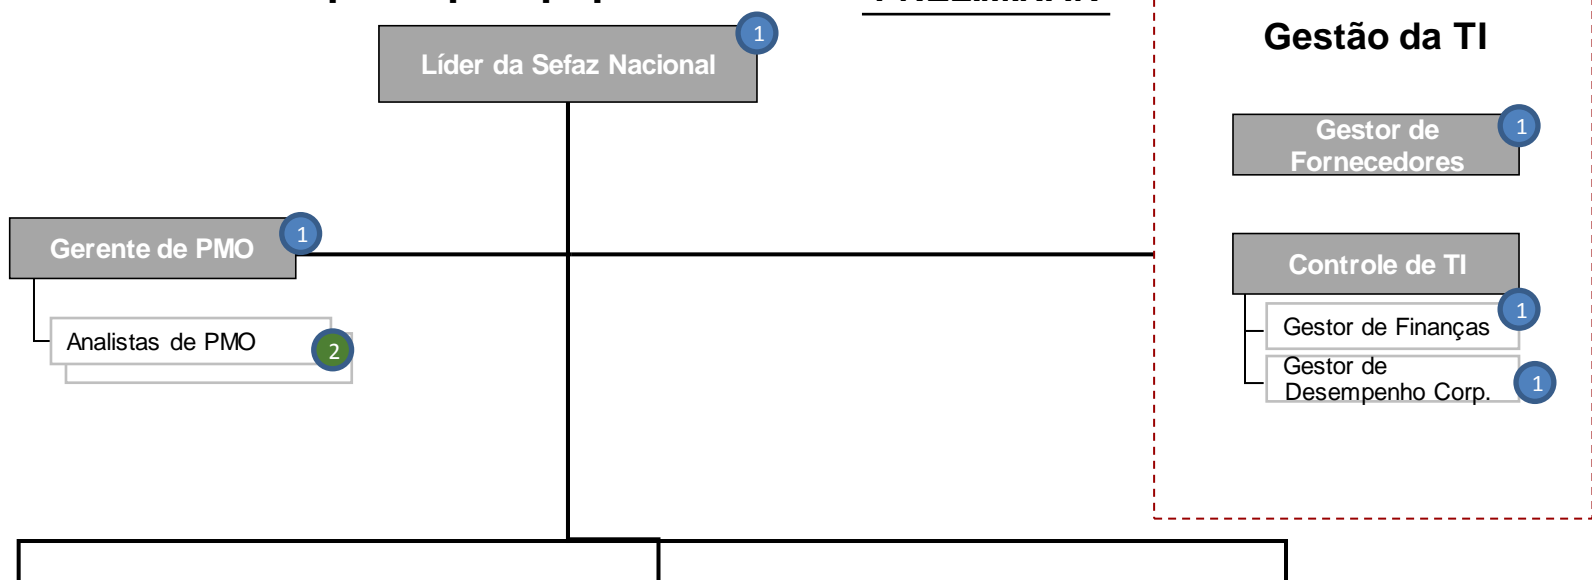 1
Líder da Sefaz Nacional
Gestão da TI
1
Gestor de
Fornecedores
1
Gerente de PMO
Controle de TI
1
Gestor de Finanças
Analistas de PMO
2
Gestor de
Desempenho Corp.
1